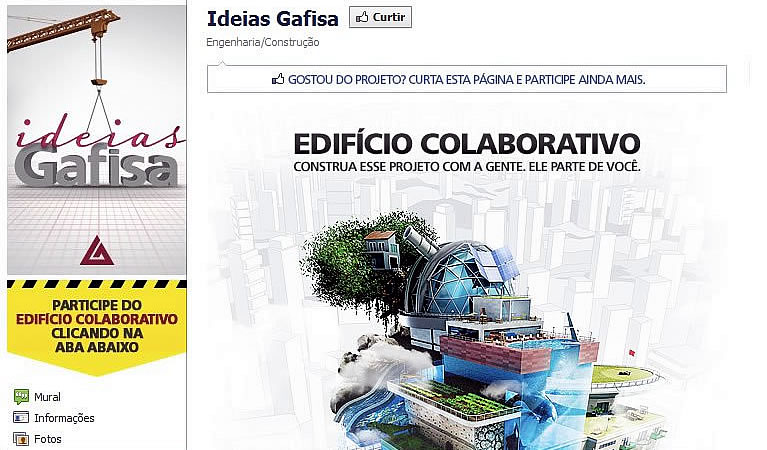 ideias
Gafisa
PARTICIPE DO
EDIFÍCIO COLABORATIVO
CLICANDO NA
ABA ABAIXO
Mural
Informações
Fotos
Ideias Gafisa
Curtir
Engenharia/Construção
GOSTOU DO PROJETO? CURTA ESTA PÁGINA E PARTICIPE AINDA MAIS.
EDIFÍCIO COLABORATIVO
CONSTRUA ESSE PROJETO COM A GENTE. ELE PARTE DE VOCÊ.